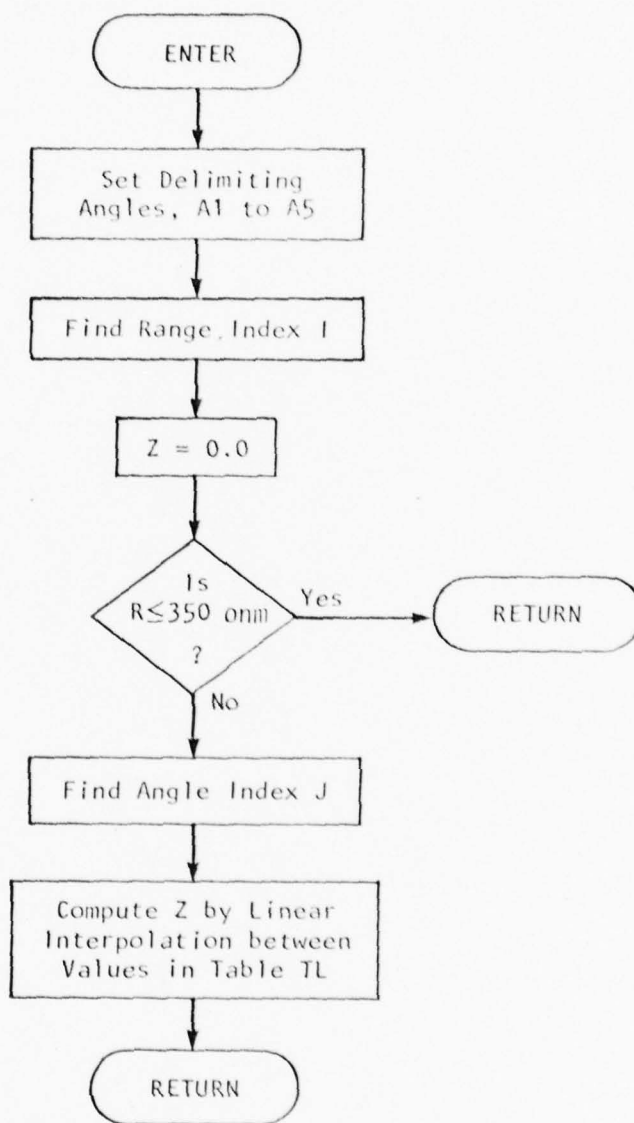 ENTER
Set Delimiting
Angles, A1 to A5
Find Range Index I
Z = 0.0
Is
R≤350 onm
?
Yes
RETURN
No
Find Angle Index J
Compute Z by Linear
Interpolation between
Values in Table TL
RETURN